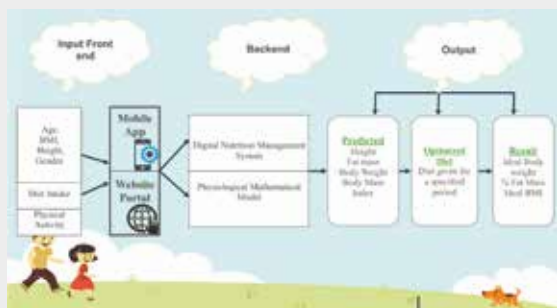 Input Front
end
Backend
Output
Age,
BMI,
Height,
Gender
Diet Intake
Physical
Activity
Mobile
App
Website
Portal
Digital Nutrition Management
System
Physiological Mathematical
Model
Predicted
Height
Fat mass
Body Weight
Body Mass
Index
Optimized
Diet
Diet given for
a specified
period
Result
Ideal Body
weight
% Fat Mass
Ideal BMI